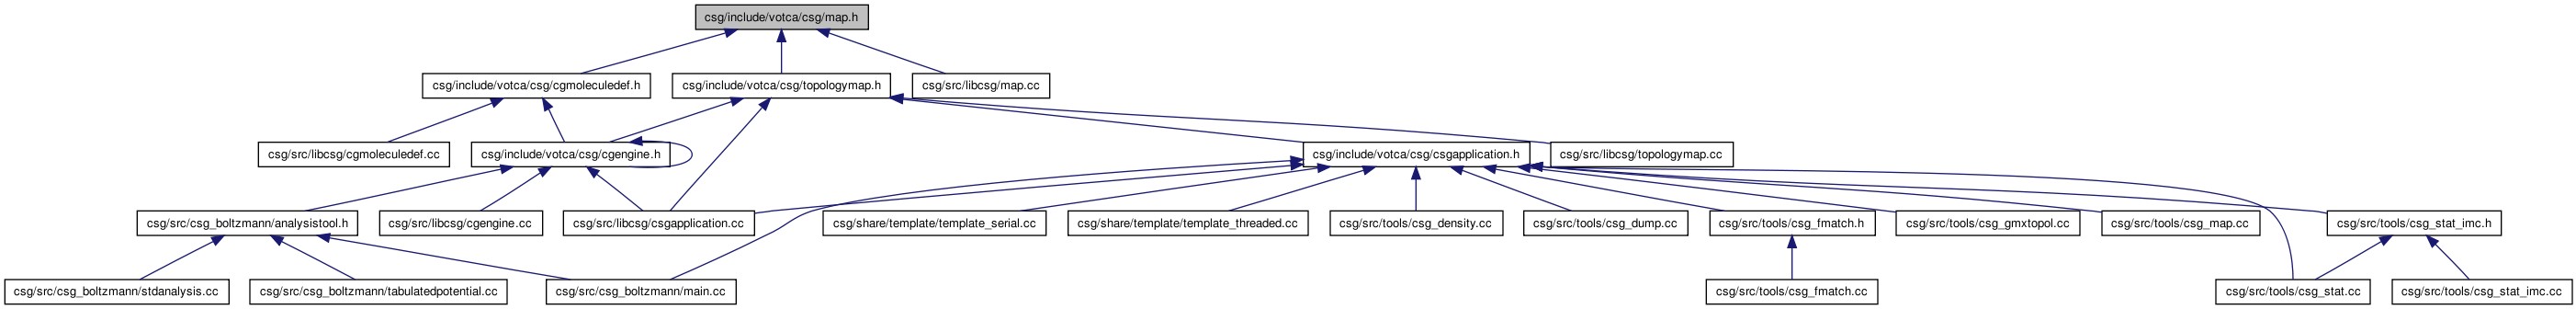 csg/include/votca/csg/map.h
csg/include/votca/csg/cgmoleculedef.h
csg/include/votca/csg/topologymap.h
csg/src/libcsg/map.cc
csg/src/libcsg/cgmoleculedef.cc
csg/include/votca/csg/cgengine.h
csg/include/votca/csg/csgapplication.h
csg/src/libcsg/topologymap.cc
csg/src/csg_boltzmann/analysistool.h
csg/src/libcsg/cgengine.cc
csg/src/libcsg/csgapplication.cc
csg/share/template/template_serial.cc
csg/share/template/template_threaded.cc
csg/src/tools/csg_density.cc
csg/src/tools/csg_dump.cc
csg/src/tools/csg_fmatch.h
csg/src/tools/csg_gmxtopol.cc
csg/src/tools/csg_map.cc
csg/src/tools/csg_stat_imc.h
csg/src/csg_boltzmann/stdanalysis.cc
csg/src/csg_boltzmann/tabulatedpotential.cc
csg/src/csg_boltzmann/main.cc
csg/src/tools/csg_fmatch.cc
csg/src/tools/csg_stat.cc
csg/src/tools/csg_stat_imc.cc